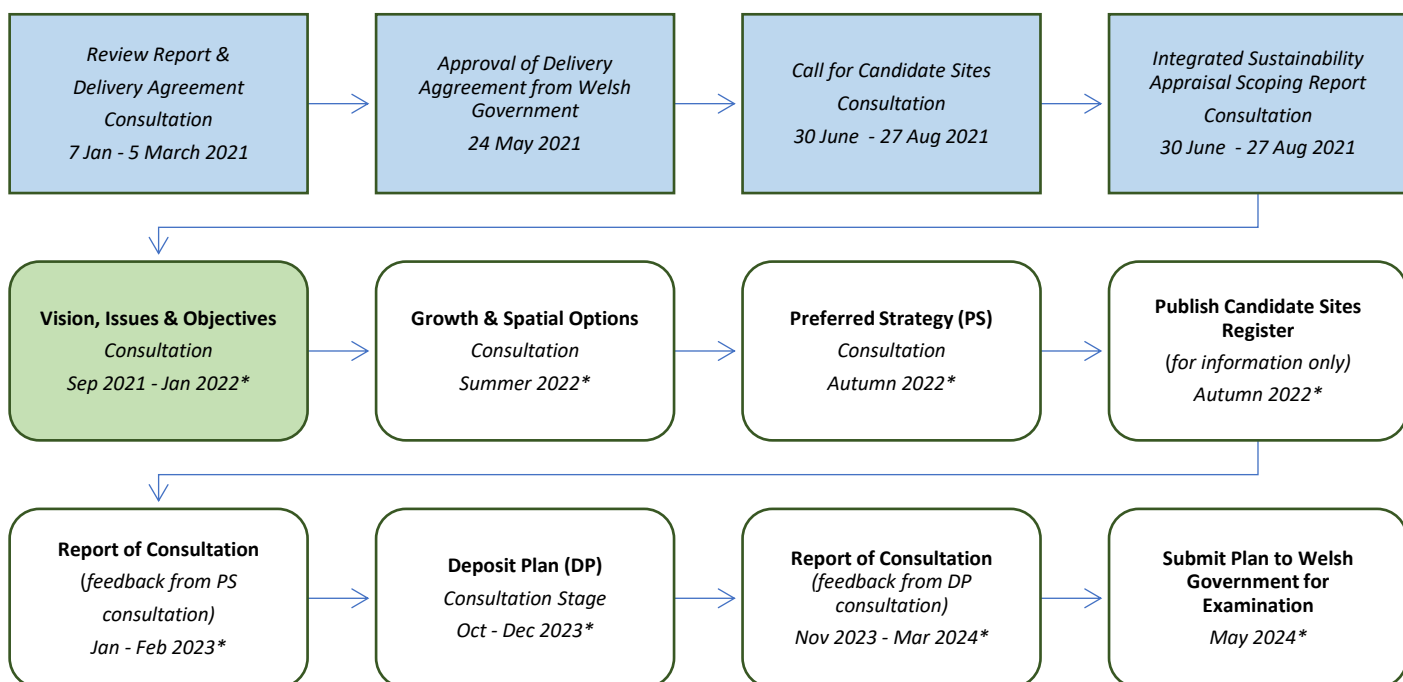 Review Report &
Delivery Agreement
Consultation
7 Jan - 5 March 2021
Approval of Delivery
Aggreement from Welsh
Government
24 May 2021
Call for Candidate Sites
Consultation
30 June - 27 Aug 2021
Integrated Sustainability
Appraisal Scoping Report
Consultation
30 June - 27 Aug 2021
Vision, Issues & Objectives
Consultation
Sep 2021 - Jan 2022*
Growth & Spatial Options
Consultation
Summer 2022*
Preferred Strategy (PS)
Consultation
Autumn 2022*
Publish Candidate Sites
Register
(for information only)
Autumn 2022*
Report of Consultation
(feedback from PS
consultation)
Jan - Feb 2023*
Deposit Plan (DP)
Consultation Stage
Oct - Dec 2023*
Report of Consultation
(feedback from DP
consultation)
Nov 2023 - Mar 2024*
Submit Plan to Welsh
Government for
Examination
May 2024*